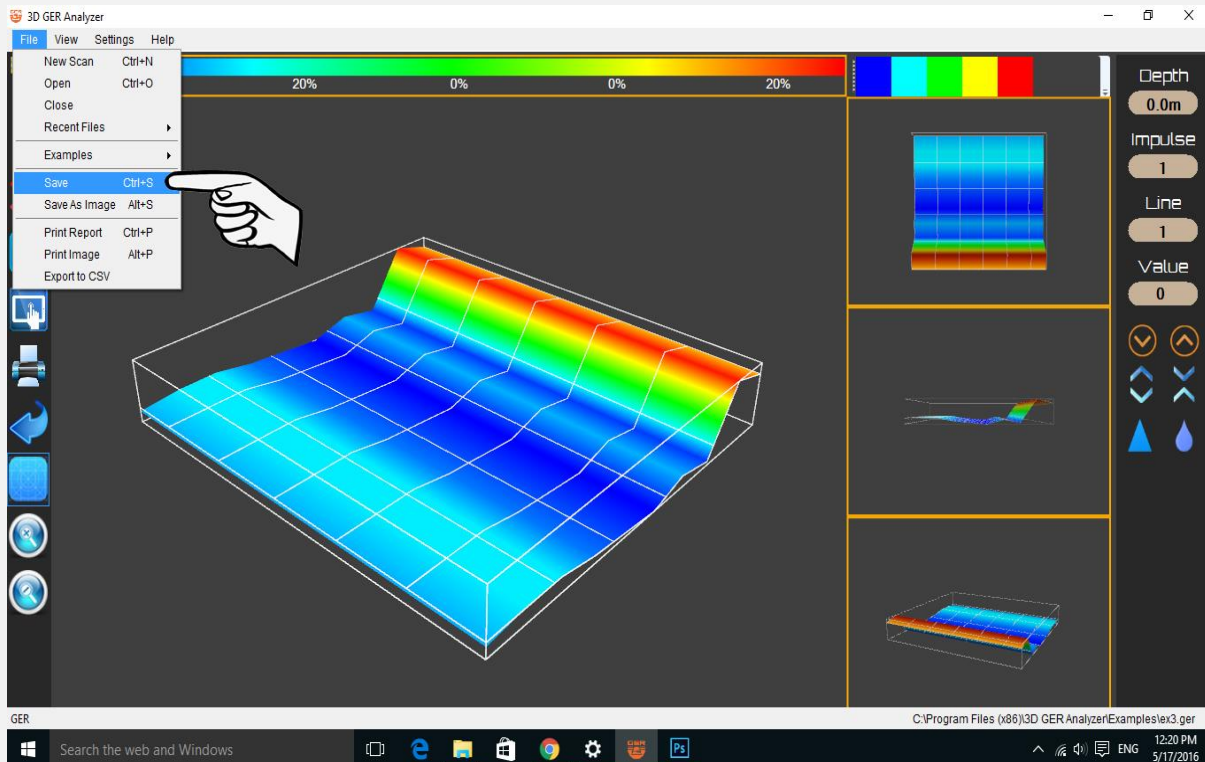 3D GER Analyzer
File View Settings Help
New Scan Ctrl+N
Open Ctrl+O
Close
Recent Files
Examples
Save Ctrl+S
Save As Image Alt+S
Print Report Ctrl+P
Print Image Alt+P
Export to CSV
20% 0% 0% 20%
Depth
0.0m
Impulse
1
Line
1
Value
0
GER C:\Program Files (x86)\3D GER Analyzer\Examples\ex3.ger
Search the web and Windows
Ps
ENG
12:20 PM
5/17/2016